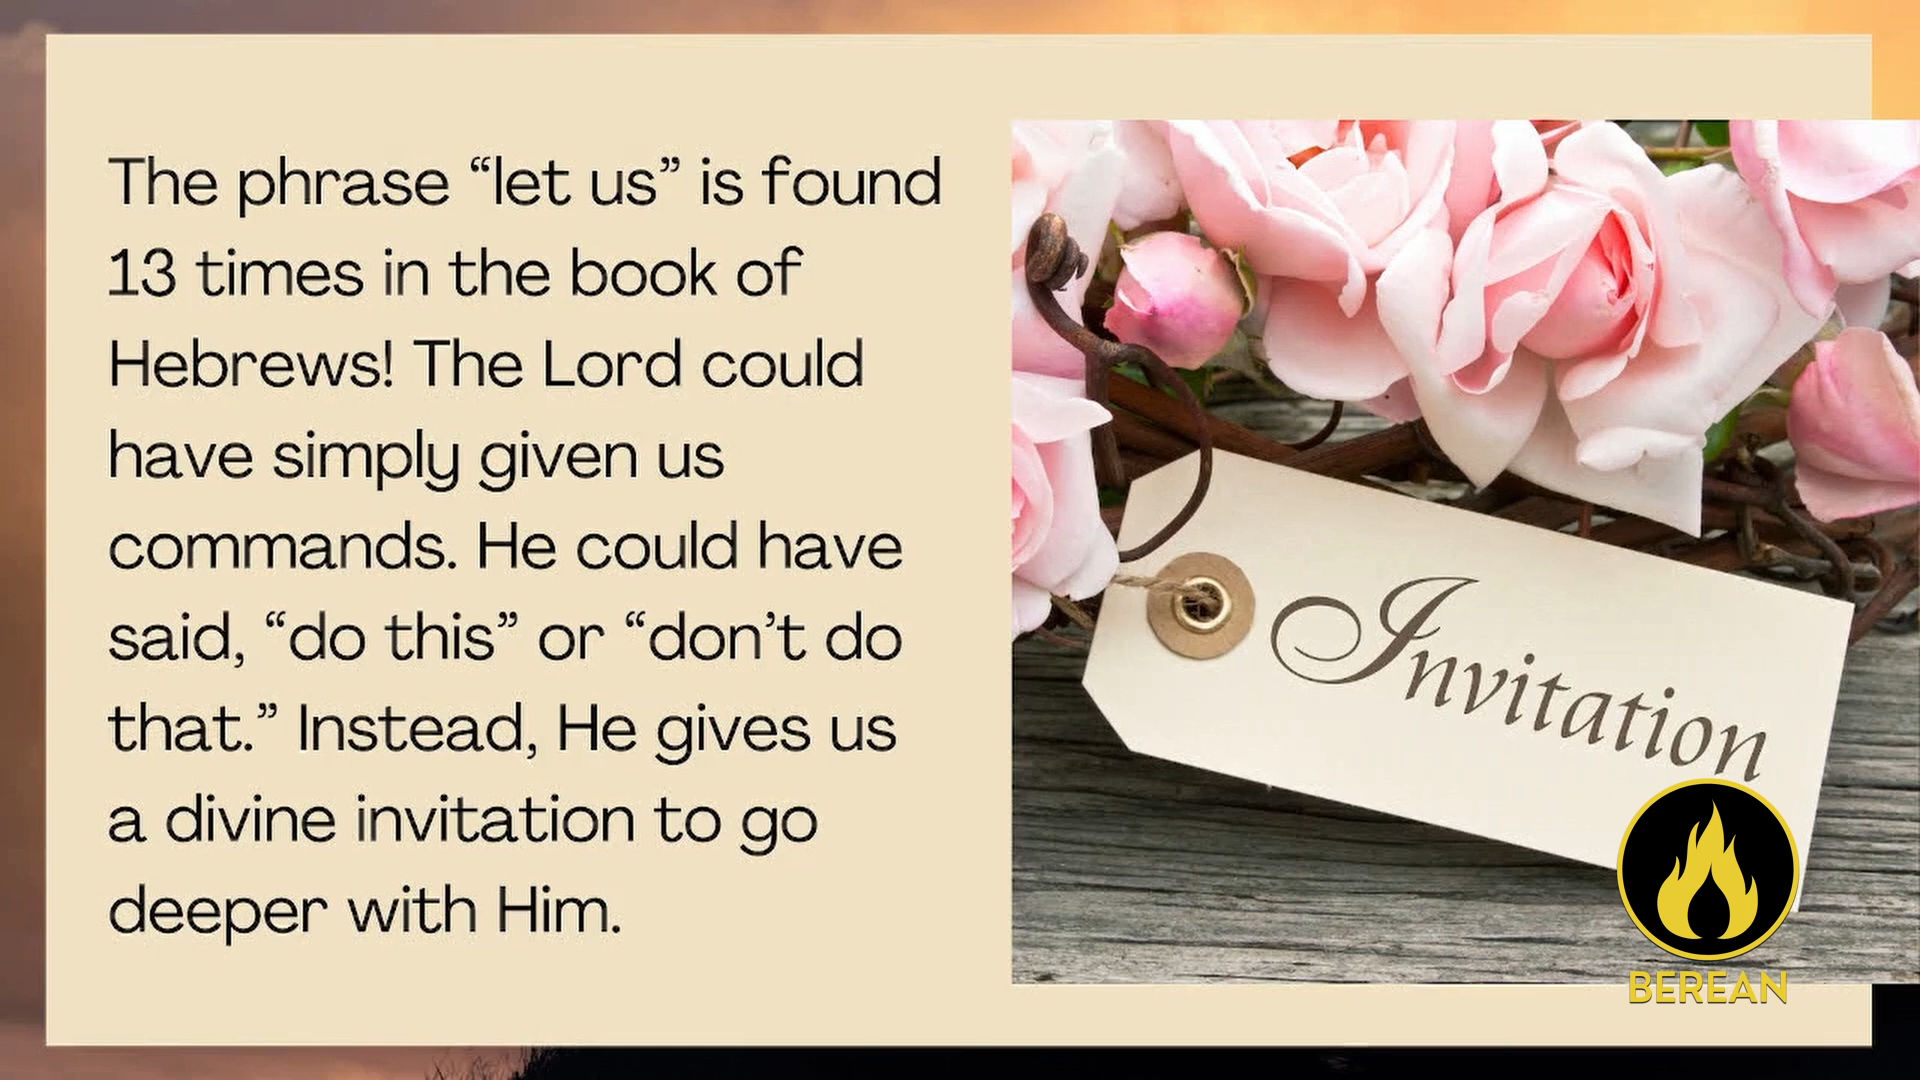 The phrase “let us” is found
13 times in the book of
Hebrews! The Lord could
have simply given us
commands. He could have
said, “do this” or “don’t do
that.” Instead, He gives us
a divine invitation to go
deeper with Him.
Invitation
BEREAN